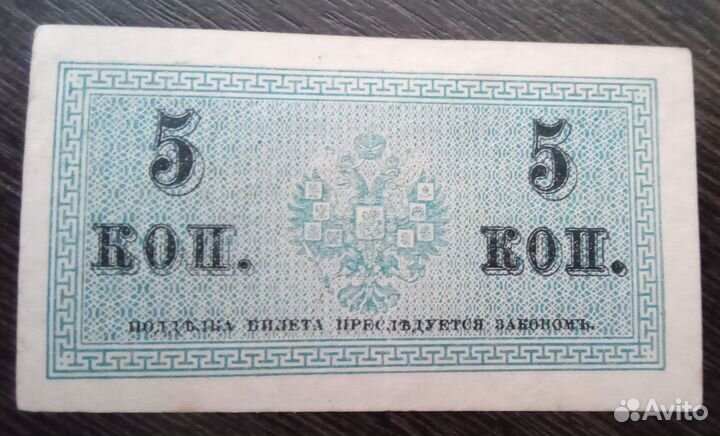 5 5
КОП. КОП.
ПОДДѢЛКА БИЛЕТА ПРЕСЛѢДУЕТСЯ ЗАКОНОМЪ.
Avito